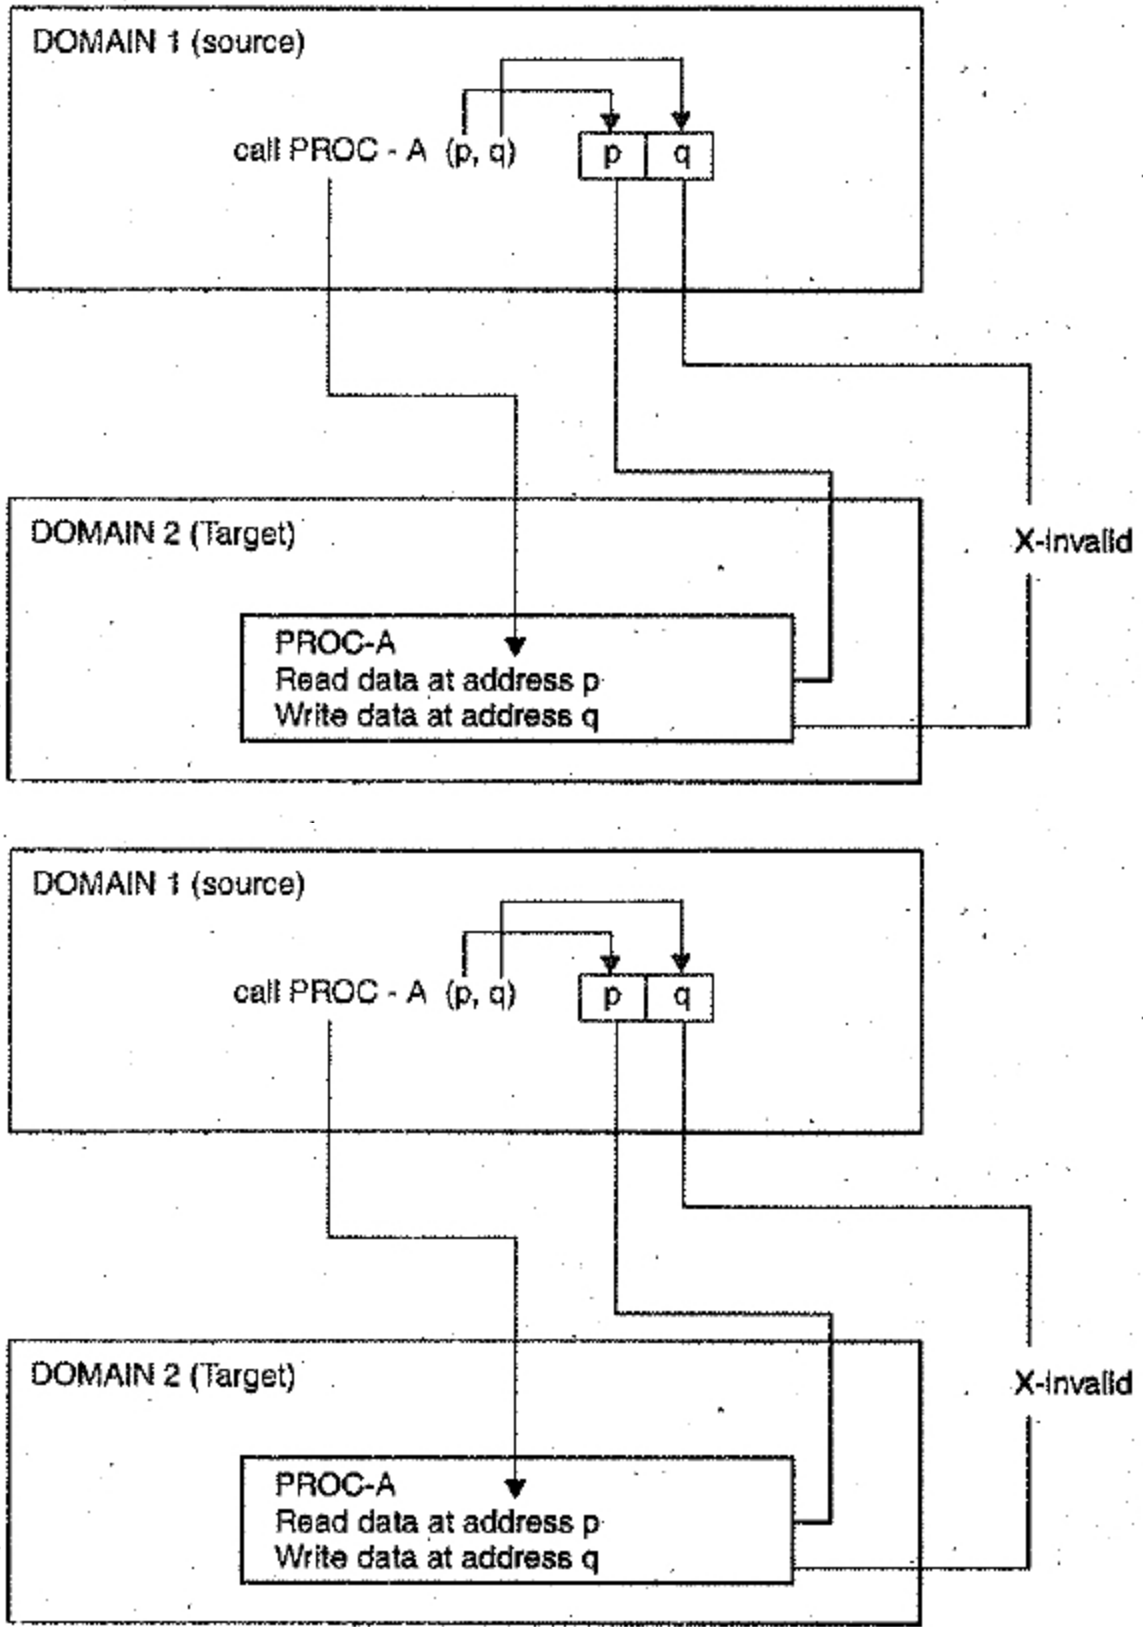 DOMAIN 1 (source)
call PROC - A (p, q)
p q
DOMAIN 2 (Target)
X-Invalid
PROC-A
Read data at address p
Write data at address q
DOMAIN 1 (source)
call PROC - A (p, q)
p q
DOMAIN 2 (Target)
X-Invalid
PROC-A
Read data at address p
Write data at address q